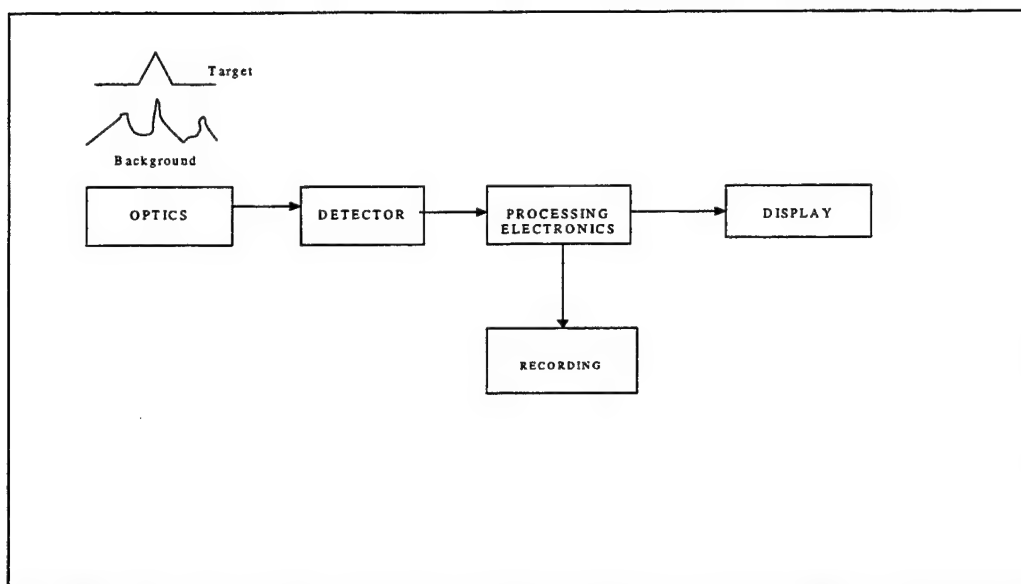 Target
Background
OPTICS
DETECTOR
PROCESSING
ELECTRONICS
DISPLAY
RECORDING